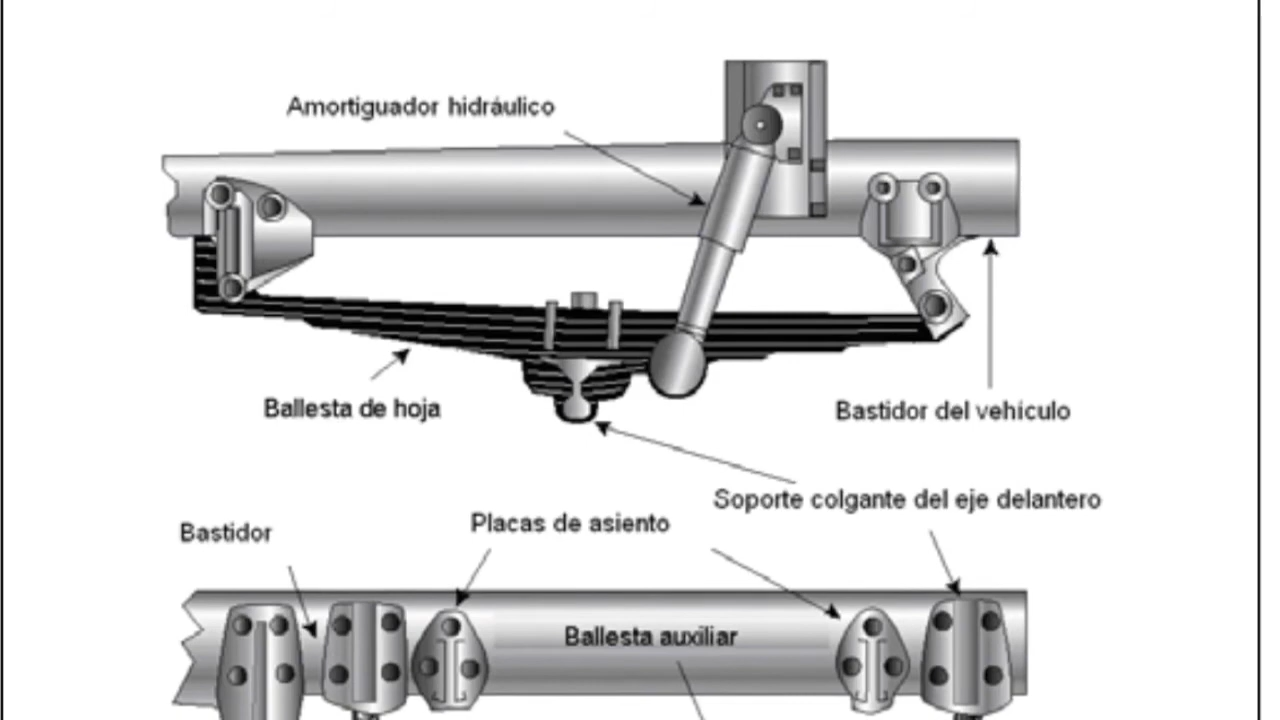 Amortiguador hidráulico
Ballesta de hoja
Bastidor del vehículo
Soporte colgante del eje delantero
Placas de asiento
Bastidor
Ballesta auxiliar